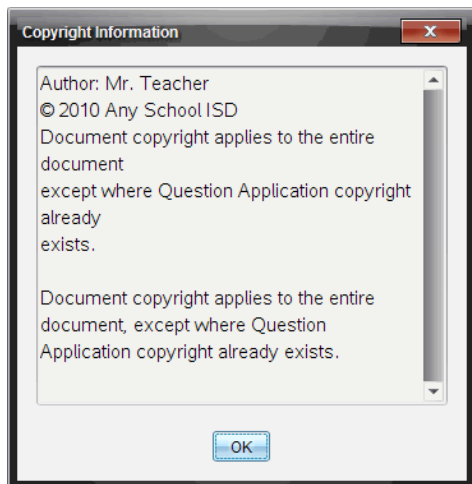 Copyright Information
X
Author: Mr. Teacher
© 2010 Any School ISD
Document copyright applies to the entire
document
except where Question Application copyright
already
exists.
Document copyright applies to the entire
document, except where Question
Application copyright already exists.
OK